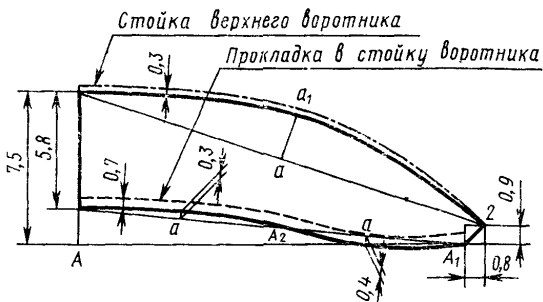 Стойка верхнего воротника
Прокладка в стойку воротника
0,3
a₁
7,5
5,8
a
0,3
0,7
a
A₂
a
2
0,9
A
A₁
0,8
0,4